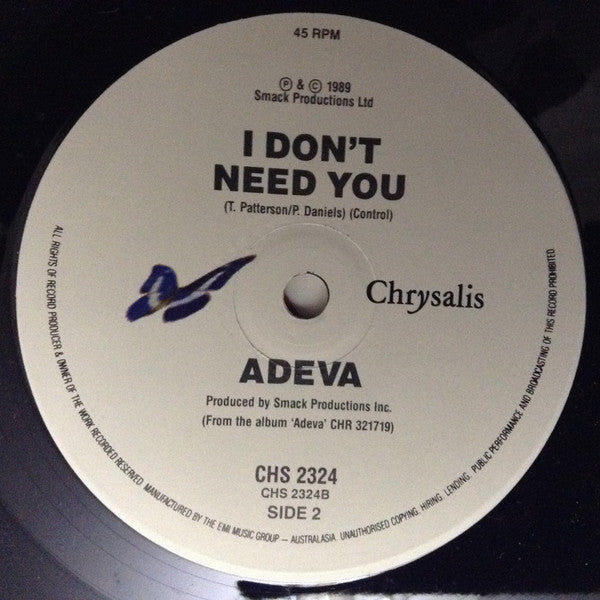 45 RPM
Ⓟ & © 1989
Smack Productions Ltd
I DON'T
NEED YOU
(T. Patterson/P. Daniels) (Control)
Chrysalis
ADEVA
Produced by Smack Productions Inc.
(From the album 'Adeva' CHR 321719)
CHS 2324
CHS 2324B
SIDE 2
ALL RIGHTS OF RECORD PRODUCER & OWNER OF THE WORK RECORDED RESERVED. MANUFACTURED BY THE EMI MUSIC GROUP – AUSTRALASIA. UNAUTHORISED COPYING, HIRING, LENDING, PUBLIC PERFORMANCE AND BROADCASTING OF THIS RECORD PROHIBITED